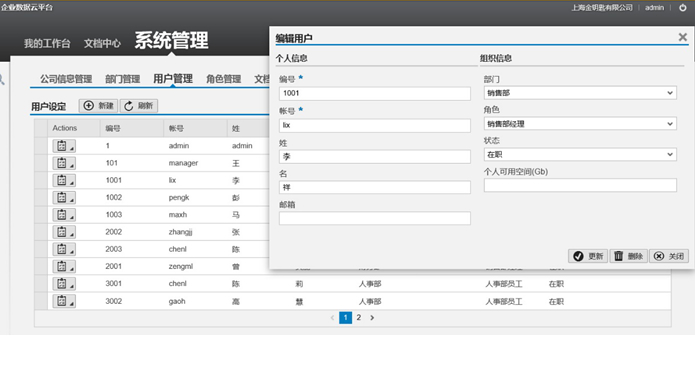 企业数据云平台
上海金钥匙有限公司 | admin
我的工作台 文档中心 系统管理
公司信息管理 部门管理 用户管理 角色管理 文档
用户设定 新建 刷新
Actions 编号 帐号 姓
1 admin admin
101 manager 王
1001 lix 李
1002 pengk 彭
1003 maxh 马
2002 zhangjj 张
2003 chenl 陈
2001 zengml 曾
3001 chenl 陈 莉 人事部 人事部员工 在职
3002 gaoh 高 慧 人事部 人事部员工 在职
1 2
编辑用户
个人信息
编号 *
1001
帐号 *
lix
姓
李
名
祥
邮箱
组织信息
部门
销售部
角色
销售部经理
状态
在职
个人可用空间(Gb)
更新 删除 关闭